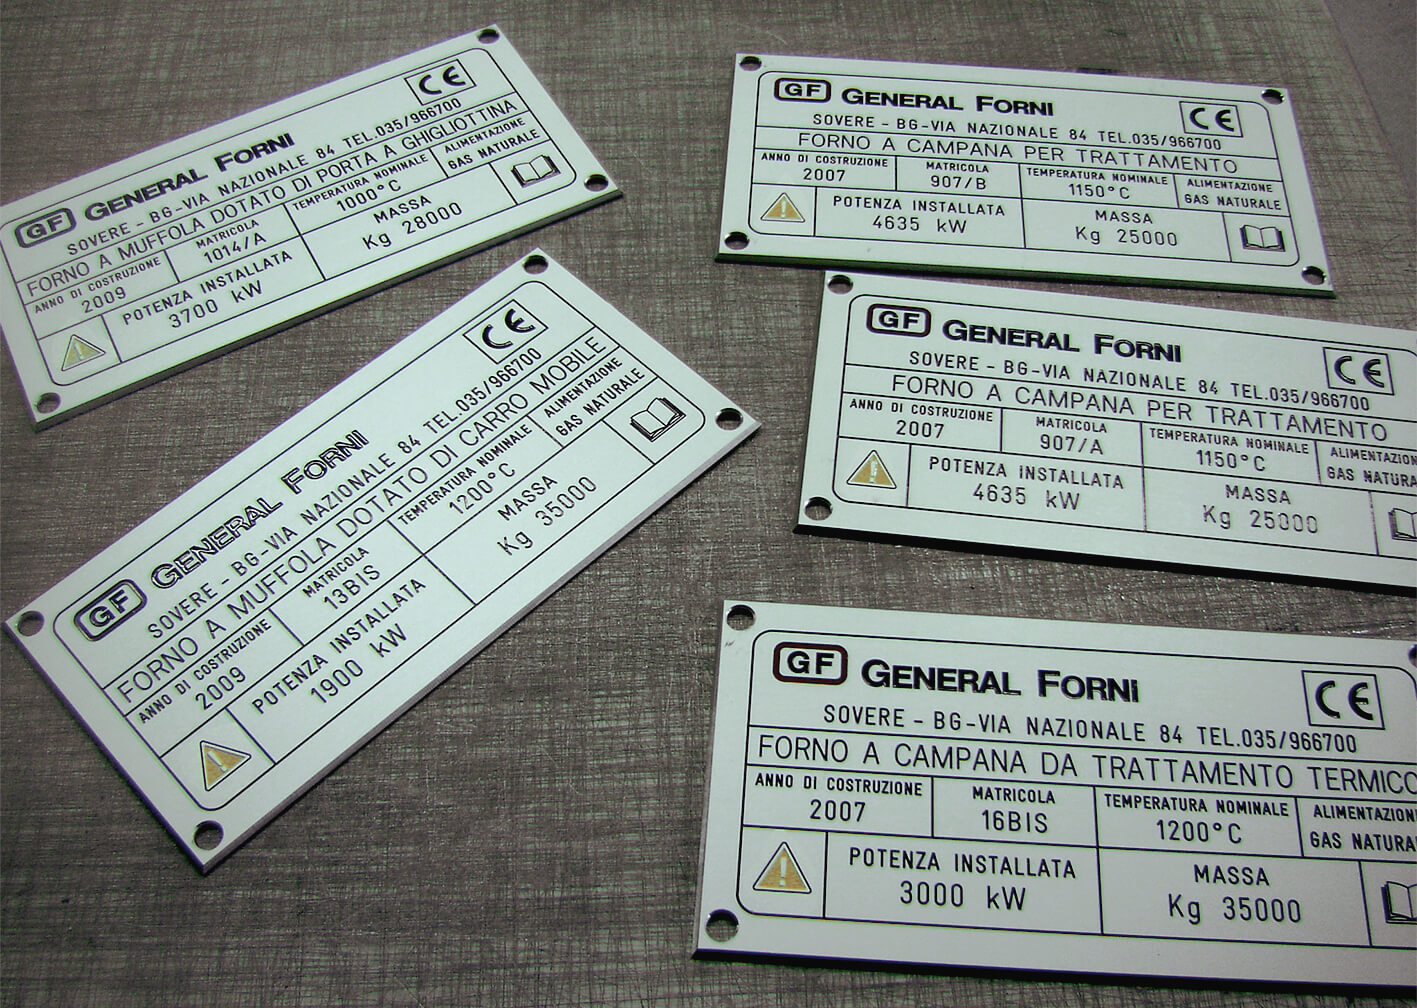 GF GENERAL FORNI CE
SOVERE - BG-VIA NAZIONALE 84 TEL.035/966700
FORNO A MUFFOLA DOTATO DI PORTA A GHIGLIOTTINA
ANNO DI COSTRUZIONE MATRICOLA TEMPERATURA NOMINALE ALIMENTAZIONE
2009 1014/A 1000°C GAS NATURALE
POTENZA INSTALLATA MASSA
3700 kW Kg 28000
GF GENERAL FORNI CE
SOVERE - BG-VIA NAZIONALE 84 TEL.035/966700
FORNO A MUFFOLA DOTATO DI CARRO MOBILE
ANNO DI COSTRUZIONE MATRICOLA TEMPERATURA NOMINALE ALIMENTAZIONE
2009 13BIS 1200°C GAS NATURALE
POTENZA INSTALLATA MASSA
1900 kW Kg 35000
GF GENERAL FORNI CE
SOVERE - BG-VIA NAZIONALE 84 TEL.035/966700
FORNO A CAMPANA PER TRATTAMENTO
ANNO DI COSTRUZIONE MATRICOLA TEMPERATURA NOMINALE ALIMENTAZIONE
2007 907/B 1150°C GAS NATURALE
POTENZA INSTALLATA MASSA
4635 kW Kg 25000
GF GENERAL FORNI CE
SOVERE - BG-VIA NAZIONALE 84 TEL.035/966700
FORNO A CAMPANA PER TRATTAMENTO
ANNO DI COSTRUZIONE MATRICOLA TEMPERATURA NOMINALE ALIMENTAZION
2007 907/A 1150°C GAS NATURA
POTENZA INSTALLATA MASSA
4635 kW Kg 25000
GF GENERAL FORNI CE
SOVERE - BG-VIA NAZIONALE 84 TEL.035/966700
FORNO A CAMPANA DA TRATTAMENTO TERMICO
ANNO DI COSTRUZIONE MATRICOLA TEMPERATURA NOMINALE ALIMENTAZION
2007 16BIS 1200°C GAS NATURA
POTENZA INSTALLATA MASSA
3000 kW Kg 35000